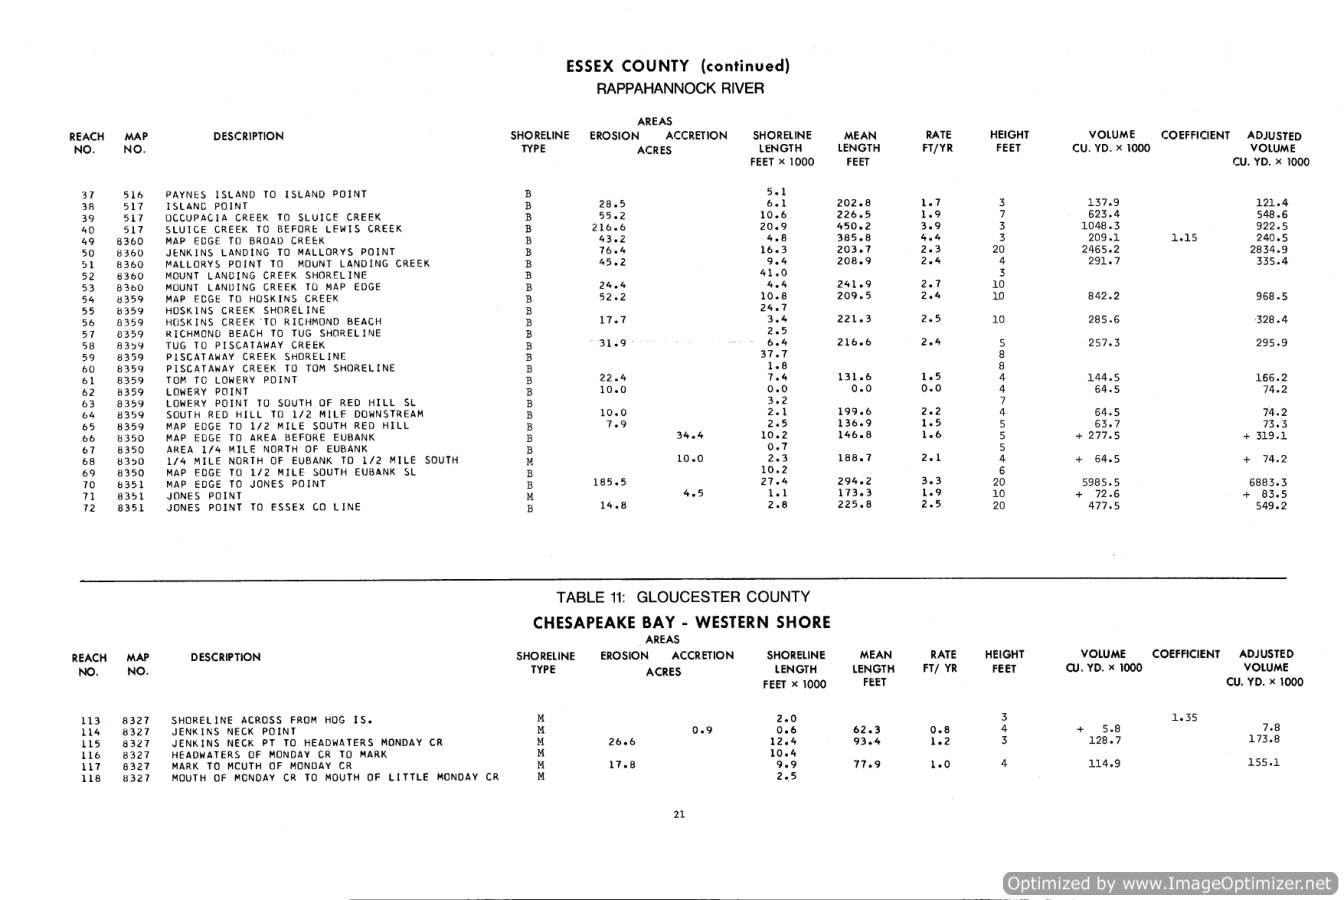 ESSEX COUNTY (continued)
RAPPAHANNOCK RIVER
AREAS
REACH MAP DESCRIPTION SHORELINE EROSION ACCRETION SHORELINE MEAN RATE HEIGHT VOLUME COEFFICIENT ADJUSTED
NO. NO. TYPE ACRES LENGTH LENGTH FT/YR FEET CU. YD. × 1000 VOLUME
FEET × 1000 FEET CU. YD. × 1000
37 516 PAYNES ISLAND TO ISLAND POINT B 5.1
38 517 ISLAND POINT B 28.5 6.1 202.8 1.7 3 137.9 121.4
39 517 OCCUPACIA CREEK TO SLUICE CREEK B 55.2 10.6 226.5 1.9 7 623.4 548.6
40 517 SLUICE CREEK TO BEFORE LEWIS CREEK B 216.6 20.9 450.2 3.9 3 1048.3 922.5
49 8360 MAP EDGE TO BROAD CREEK B 43.2 4.8 385.8 4.4 3 209.1 1.15 240.5
50 8360 JENKINS LANDING TO MALLORYS POINT B 76.4 16.3 203.7 2.3 20 2465.2 2834.9
51 8360 MALLORYS POINT TO MOUNT LANDING CREEK B 45.2 9.4 208.9 2.4 4 291.7 335.4
52 8360 MOUNT LANDING CREEK SHORELINE B 41.0 3
53 8360 MOUNT LANDING CREEK TO MAP EDGE B 24.4 4.4 241.9 2.7 10
54 8359 MAP EDGE TO HOSKINS CREEK B 52.2 10.8 209.5 2.4 10 842.2 968.5
55 8359 HOSKINS CREEK SHORELINE B 24.7
56 8359 HOSKINS CREEK TO RICHMOND BEACH B 17.7 3.4 221.3 2.5 10 285.6 328.4
57 8359 RICHMOND BEACH TO TUG SHORELINE B 2.5
58 8359 TUG TO PISCATAWAY CREEK B 31.9 6.4 216.6 2.4 5 257.3 295.9
59 8359 PISCATAWAY CREEK SHORELINE B 37.7 8
60 8359 PISCATAWAY CREEK TO TOM SHORELINE B 1.8 8
61 8359 TOM TO LOWERY POINT B 22.4 7.4 131.6 1.5 4 144.5 166.2
62 8359 LOWERY POINT B 10.0 0.0 0.0 0.0 4 64.5 74.2
63 8359 LOWERY POINT TO SOUTH OF RED HILL SL B 3.2 7
64 8359 SOUTH RED HILL TO 1/2 MILE DOWNSTREAM B 10.0 2.1 199.6 2.2 4 64.5 74.2
65 8359 MAP EDGE TO 1/2 MILE SOUTH RED HILL B 7.9 2.5 136.9 1.5 5 63.7 73.3
66 8350 MAP EDGE TO AREA BEFORE EUBANK B 34.4 10.2 146.8 1.6 5 + 277.5 + 319.1
67 8350 AREA 1/4 MILE NORTH OF EUBANK B 0.7 5
68 8350 1/4 MILE NORTH OF EUBANK TO 1/2 MILE SOUTH M 10.0 2.3 188.7 2.1 4 + 64.5 + 74.2
69 8350 MAP EDGE TO 1/2 MILE SOUTH EUBANK SL B 10.2 6
70 8351 MAP EDGE TO JONES POINT B 185.5 27.4 294.2 3.3 20 5985.5 6883.3
71 8351 JONES POINT M 4.5 1.1 173.3 1.9 10 + 72.6 + 83.5
72 8351 JONES POINT TO ESSEX CO LINE B 14.8 2.8 225.8 2.5 20 477.5 549.2
TABLE 11: GLOUCESTER COUNTY
CHESAPEAKE BAY - WESTERN SHORE
AREAS
REACH MAP DESCRIPTION SHORELINE EROSION ACCRETION SHORELINE MEAN RATE HEIGHT VOLUME COEFFICIENT ADJUSTED
NO. NO. TYPE ACRES LENGTH LENGTH FT/ YR FEET CU. YD. × 1000 VOLUME
FEET × 1000 FEET CU. YD. × 1000
113 8327 SHORELINE ACROSS FROM HOG IS. M 2.0 3 1.35
114 8327 JENKINS NECK POINT M 0.9 0.6 62.3 0.8 4 + 5.8 7.8
115 8327 JENKINS NECK PT TO HEADWATERS MONDAY CR M 26.6 12.4 93.4 1.2 3 128.7 173.8
116 8327 HEADWATERS OF MONDAY CR TO MARK M 10.4
117 8327 MARK TO MCUTH OF MONDAY CR M 17.8 9.9 77.9 1.0 4 114.9 155.1
118 8327 MOUTH OF MONDAY CR TO MOUTH OF LITTLE MONDAY CR M 2.5
21
Optimized by www.ImageOptimizer.net